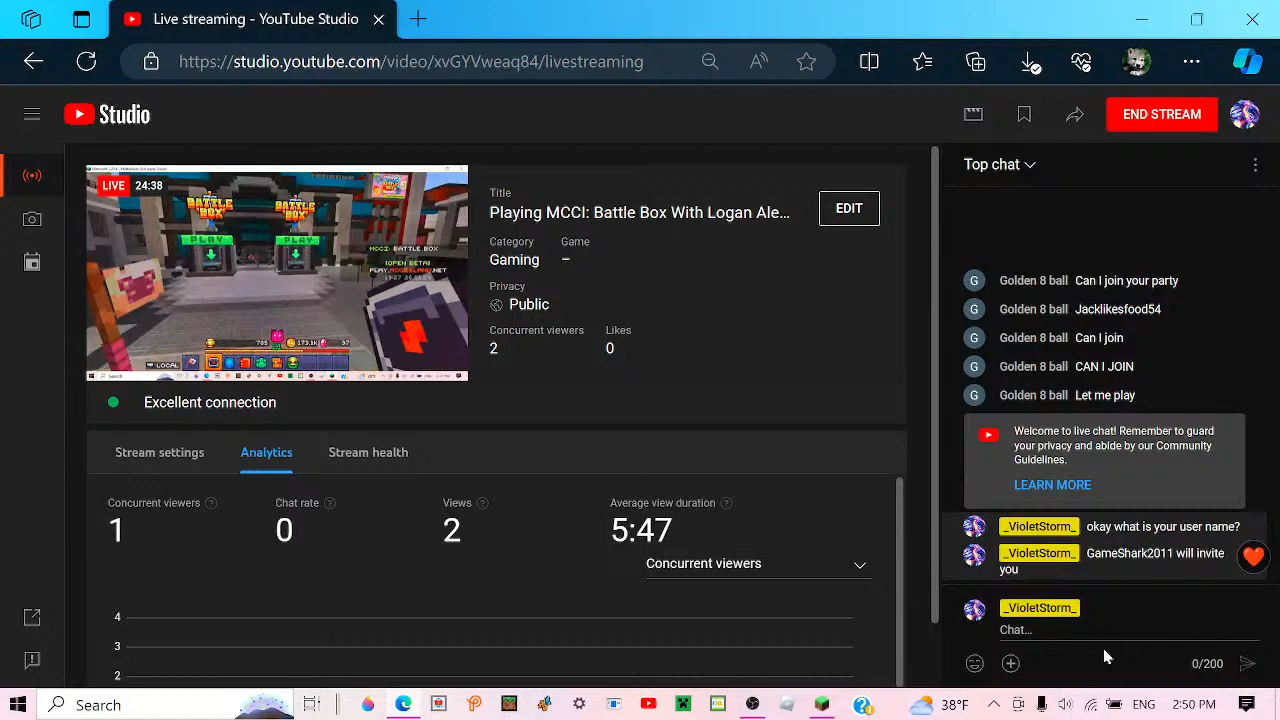 Live streaming - YouTube Studio
https://studio.youtube.com/video/xvGYVweaq84/livestreaming
Studio
END STREAM
LIVE 24:38
BATTLE BOX
BATTLE BOX
PLAY
PLAY
MCCI: BATTLE BOX
[OPEN BETA]
PLAY.MCCISLAND.NET
LOCAL
Title
Playing MCCI: Battle Box With Logan Ale...
EDIT
Category Game
Gaming –
Privacy
Public
Concurrent viewers Likes
2 0
Excellent connection
Stream settings Analytics Stream health
Concurrent viewers ? Chat rate ? Views ? Average view duration ?
1 0 2 5:47
Concurrent viewers
4
3
2
Top chat
G Golden 8 ball Can I join your party
G Golden 8 ball Jacklikesfood54
G Golden 8 ball Can I join
G Golden 8 ball CAN I JOIN
G Golden 8 ball Let me play
Welcome to live chat! Remember to guard
your privacy and abide by our Community
Guidelines.
LEARN MORE
_VioletStorm_ okay what is your user name?
_VioletStorm_ GameShark2011 will invite
you
_VioletStorm_
Chat...
0/200
Search
38°F
ENG
2:50 PM